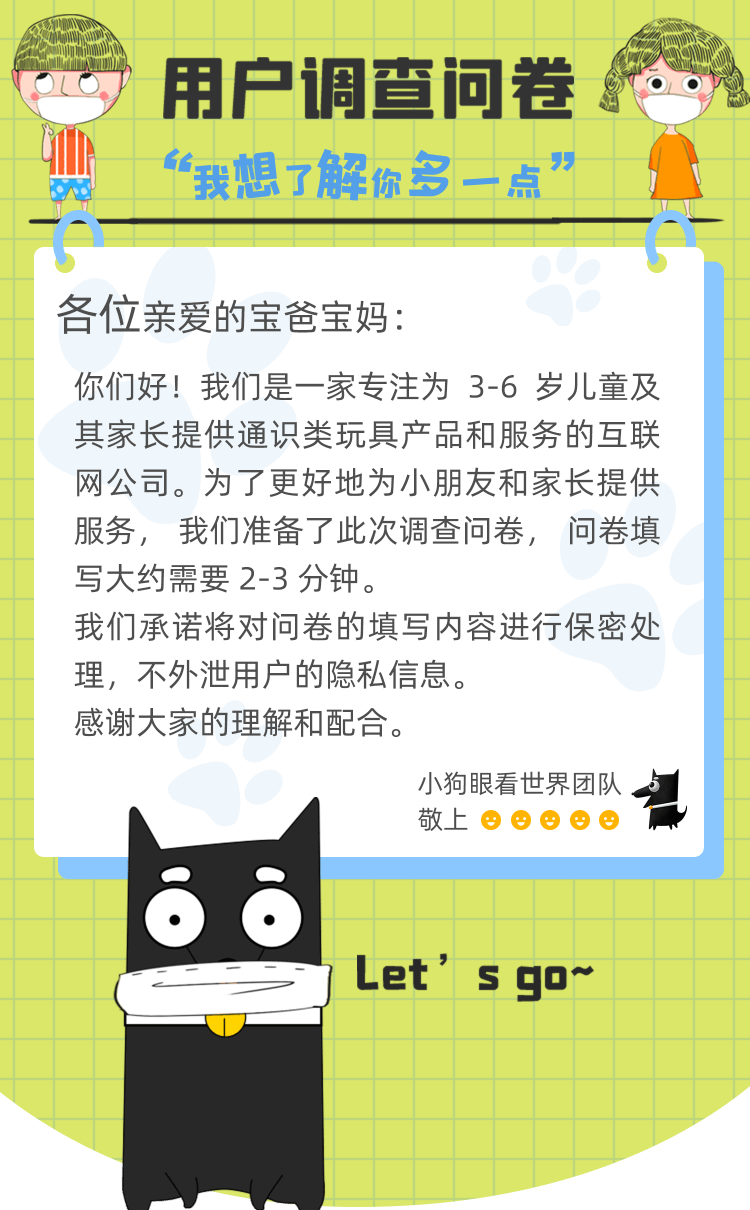 用户调查问卷
“我想了解你多一点”
各位亲爱的宝爸宝妈：
你们好！我们是一家专注为 3-6 岁儿童及
其家长提供通识类玩具产品和服务的互联
网公司。为了更好地为小朋友和家长提供
服务， 我们准备了此次调查问卷， 问卷填
写大约需要 2-3 分钟。
我们承诺将对问卷的填写内容进行保密处
理，不外泄用户的隐私信息。
感谢大家的理解和配合。
小狗眼看世界团队
敬上
Let’s go~